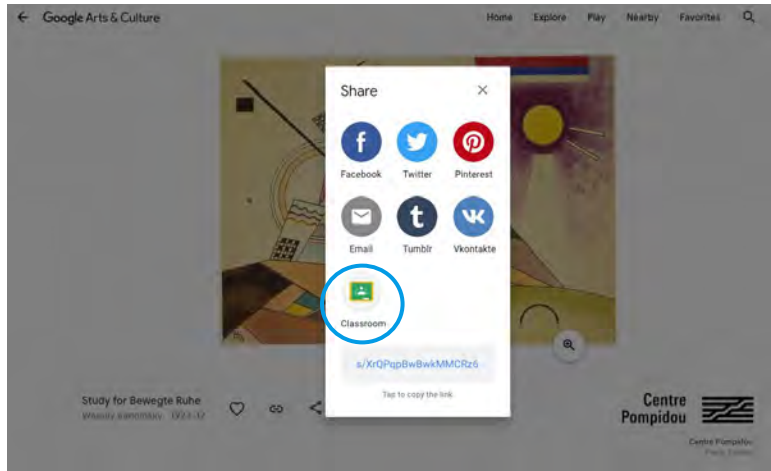 Google Arts & Culture
Home Explore Play Nearby Favorites
Share
Facebook Twitter Pinterest
Email Tumblr Vkontakte
Classroom
s/XrQPqpBwBwkMMCRz6
Tap to copy the link
Study for Bewegte Ruhe
Centre
Pompidou
Centre Pompidou